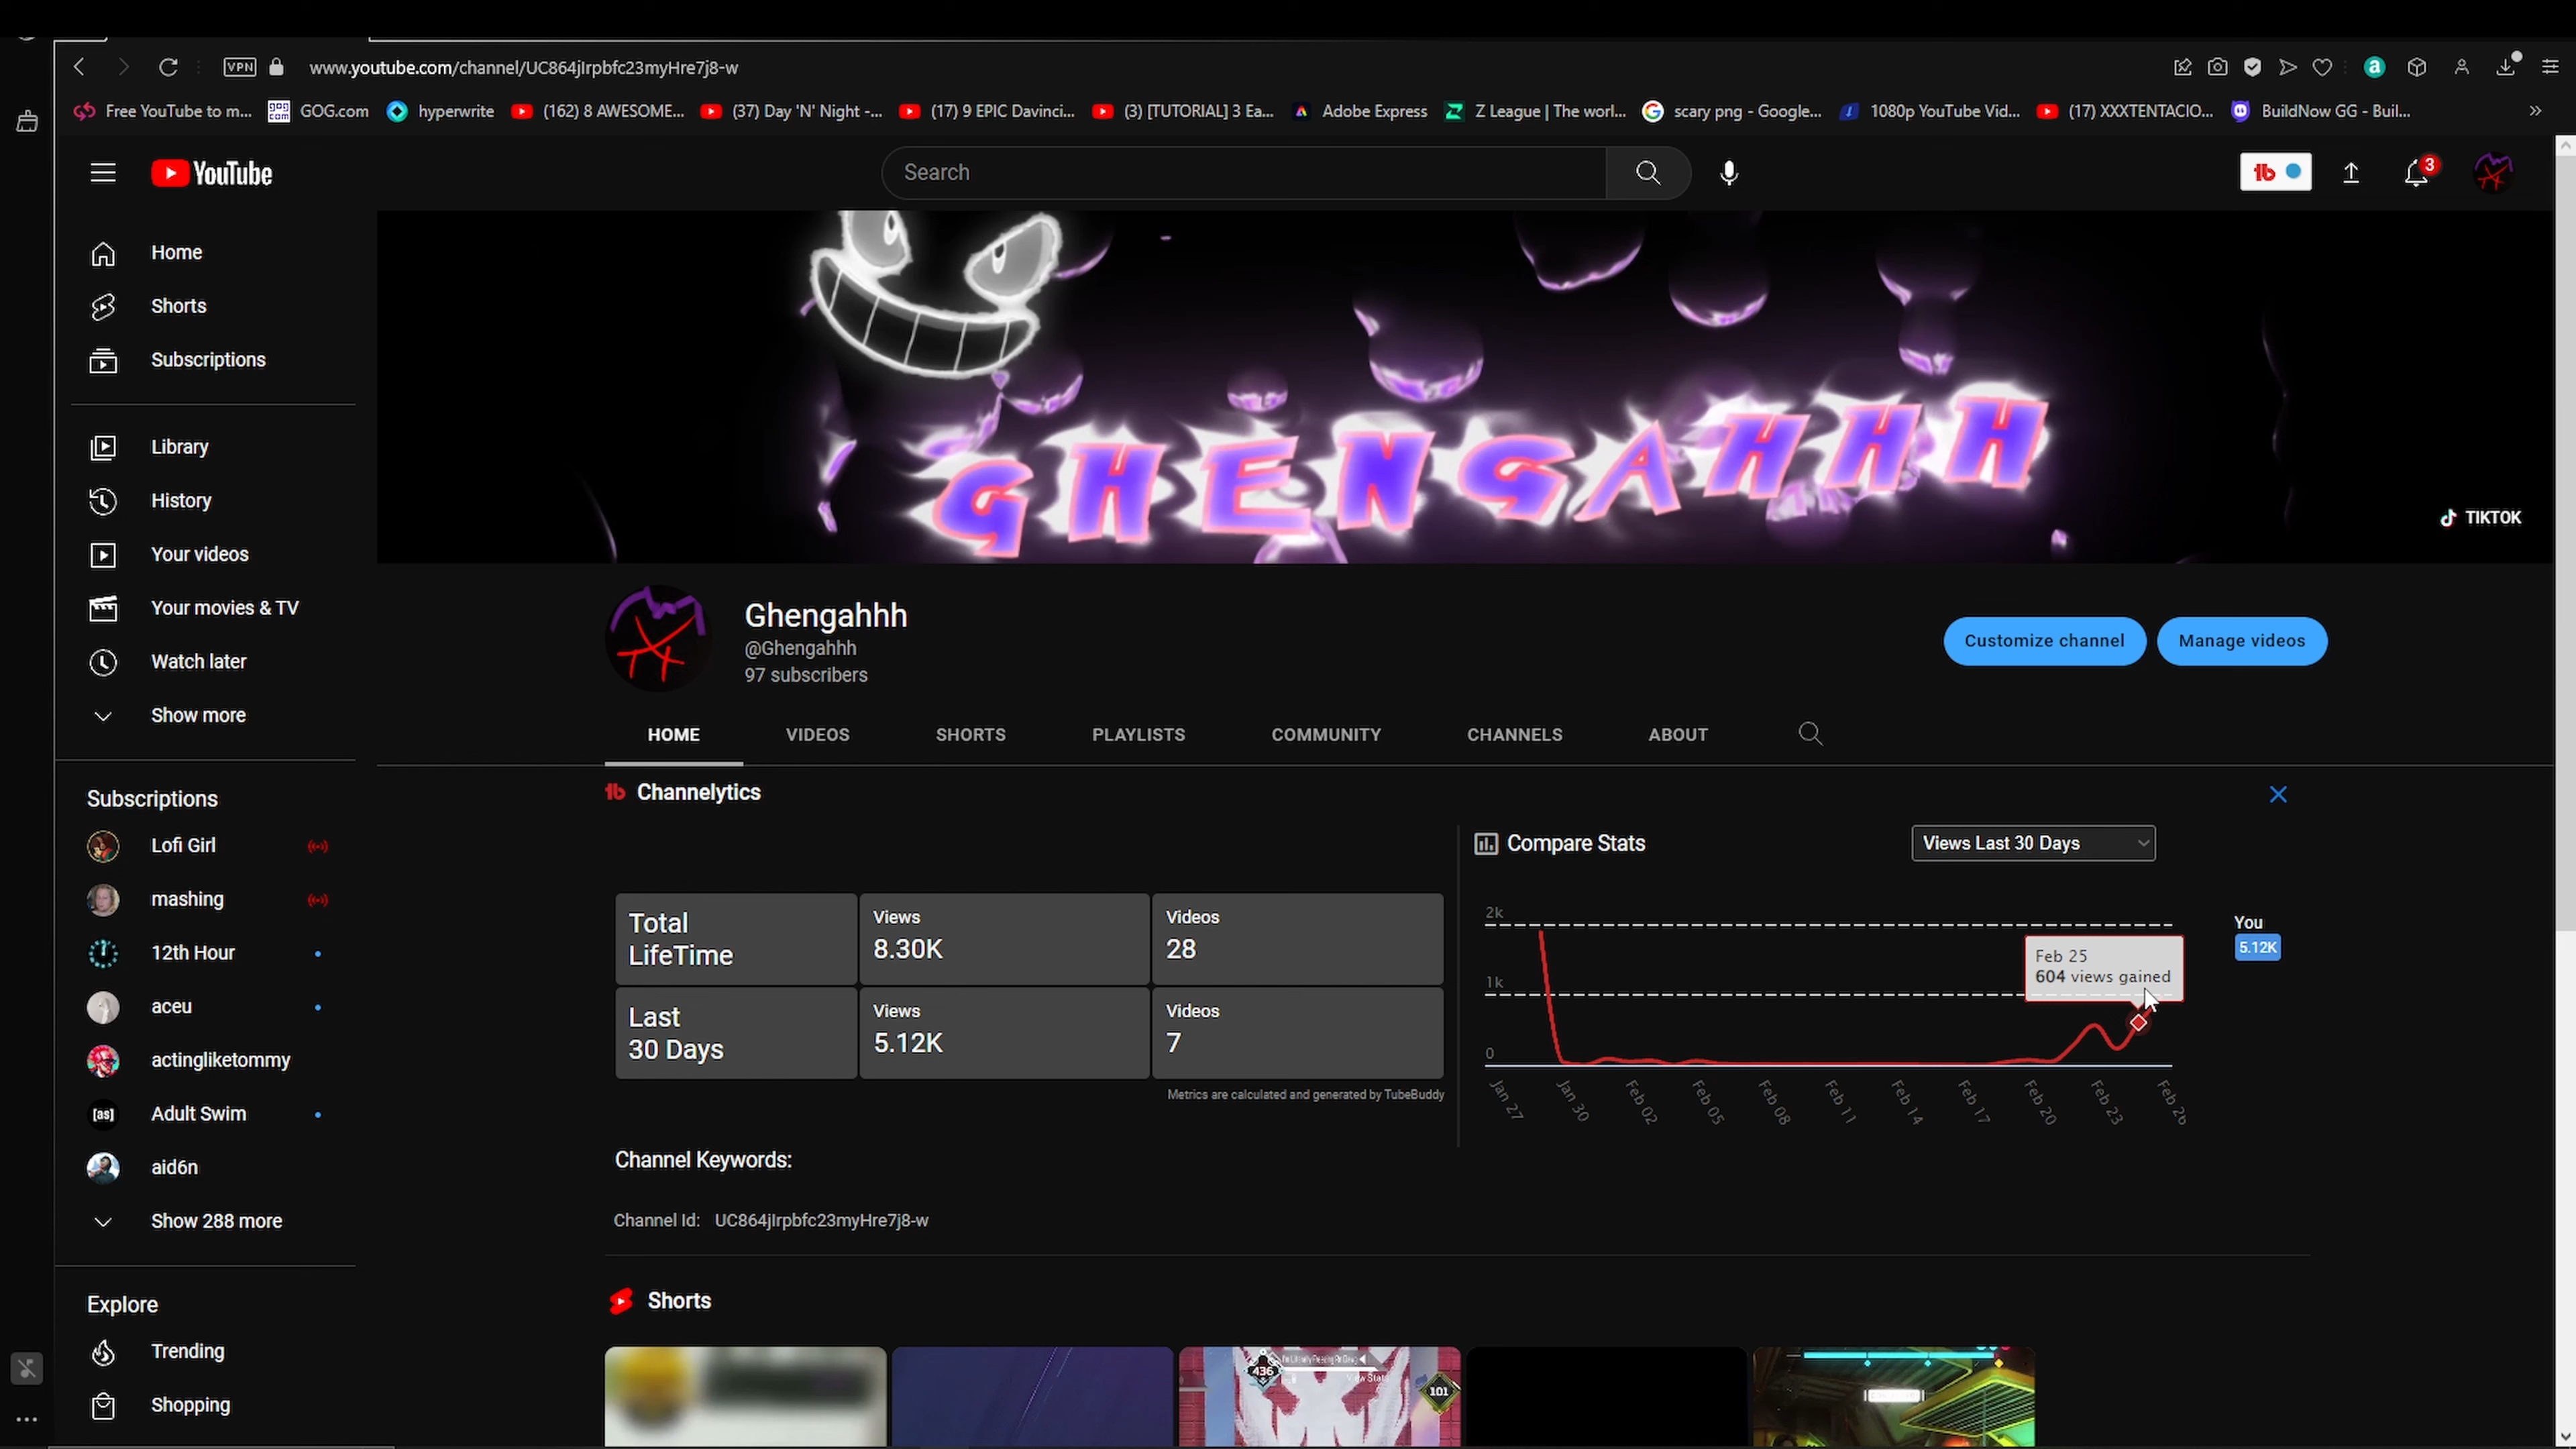 VPN
www.youtube.com/channel/UC864jIrpbfc23myHre7j8-w
Free YouTube to m...
GOG.com
hyperwrite
(162) 8 AWESOME...
(37) Day 'N' Night -...
(17) 9 EPIC Davinci...
(3) [TUTORIAL] 3 Ea...
Adobe Express
Z League | The worl...
scary png - Google...
1080p YouTube Vid...
(17) XXXTENTACIO...
BuildNow GG - Buil...
YouTube
Search
3
Home
Shorts
Subscriptions
Library
History
Your videos
Your movies & TV
Watch later
Show more
Subscriptions
Lofi Girl
mashing
12th Hour
aceu
actingliketommy
[as] Adult Swim
aid6n
Show 288 more
Explore
Trending
Shopping
GHENGAHHH
TIKTOK
Ghengahhh
@Ghengahhh
97 subscribers
Customize channel
Manage videos
HOME
VIDEOS
SHORTS
PLAYLISTS
COMMUNITY
CHANNELS
ABOUT
Channelytics
Total
LifeTime
Views
8.30K
Videos
28
Last
30 Days
Views
5.12K
Videos
7
Metrics are calculated and generated by TubeBuddy
Compare Stats
Views Last 30 Days
2k
1k
0
Feb 25
604 views gained
You
5.12K
Jan 27
Jan 30
Feb 02
Feb 05
Feb 08
Feb 11
Feb 14
Feb 17
Feb 20
Feb 23
Feb 26
Channel Keywords:
Channel Id: UC864jIrpbfc23myHre7j8-w
Shorts
436
101